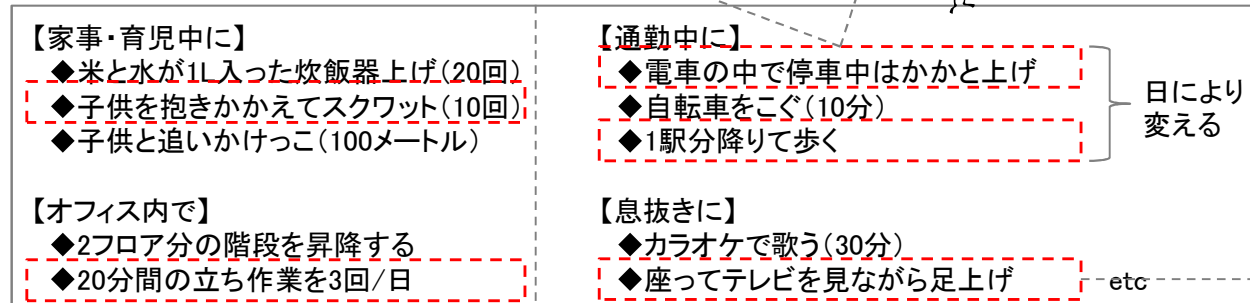 【家事・育児中に】
◆米と水が1L入った炊飯器上げ(20回)
◆子供を抱きかかえてスクワット(10回)
◆子供と追いかけっこ(100メートル)
【通勤中に】
◆電車の中で停車中はかかと上げ
◆自転車をこぐ(10分)
◆1駅分降りて歩く
日により
変える
【オフィス内で】
◆2フロア分の階段を昇降する
◆20分間の立ち作業を3回/日
【息抜きに】
◆カラオケで歌う(30分)
◆座ってテレビを見ながら足上げ
etc